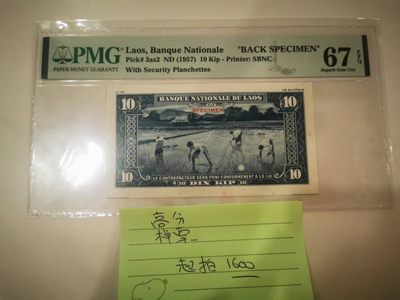 PMG
PAPER MONEY GUARANTY
Laos, Banque Nationale "BACK SPECIMEN"
Pick# 3as2 ND (1957) 10 Kip - Printer: SBNC
With Security Planchettes
67 EPQ
Superb Gem Unc
BANQUE NATIONALE DU LAOS
SPECIMEN
10 10
LE CONTREFACTEUR SERA PUNI CONFORMEMENT A LA LOI
10 DIX KIP 10
高分
样票
起拍 1600